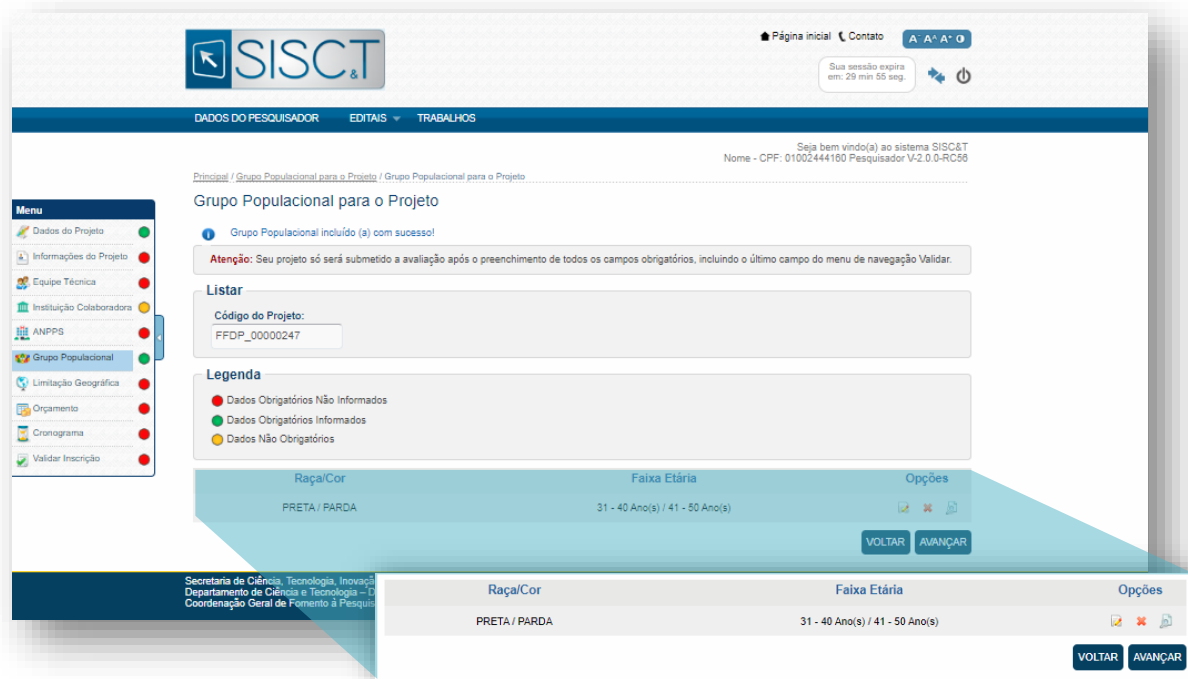 Página inicial Contato A- A^ A+
SISC&T
Sua sessão expira
em: 29 min 55 seg.
DADOS DO PESQUISADOR EDITAIS TRABALHOS
Seja bem vindo(a) ao sistema SISC&T
Nome - CPF: 01002444160 Pesquisador V-2.0.0-RC56
Principal / Grupo Populacional para o Projeto / Grupo Populacional para o Projeto
Grupo Populacional para o Projeto
Menu
Dados do Projeto
Informações do Projeto
Equipe Técnica
Instituição Colaboradora
ANPPS
Grupo Populacional
Limitação Geográfica
Orçamento
Cronograma
Validar Inscrição
Grupo Populacional incluído (a) com sucesso!
Atenção: Seu projeto só será submetido a avaliação após o preenchimento de todos os campos obrigatórios, incluindo o último campo do menu de navegação Validar.
Listar
Código do Projeto:
FFDP_00000247
Legenda
Dados Obrigatórios Não Informados
Dados Obrigatórios Informados
Dados Não Obrigatórios
Raça/Cor Faixa Etária Opções
PRETA / PARDA 31 - 40 Ano(s) / 41 - 50 Ano(s)
VOLTAR AVANÇAR
Secretaria de Ciência, Tecnologia, Inovaçã
Departamento de Ciência e Tecnologia – D
Coordenação Geral de Fomento à Pesquis
Raça/Cor Faixa Etária Opções
PRETA / PARDA 31 - 40 Ano(s) / 41 - 50 Ano(s)
VOLTAR AVANÇAR